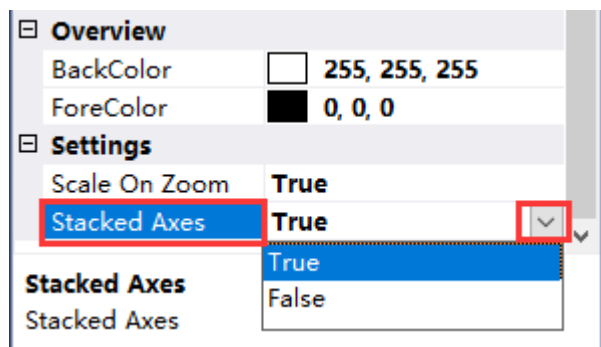 Overview
BackColor 255, 255, 255
ForeColor 0, 0, 0
Settings
Scale On Zoom True
Stacked Axes True
True
False
Stacked Axes
Stacked Axes